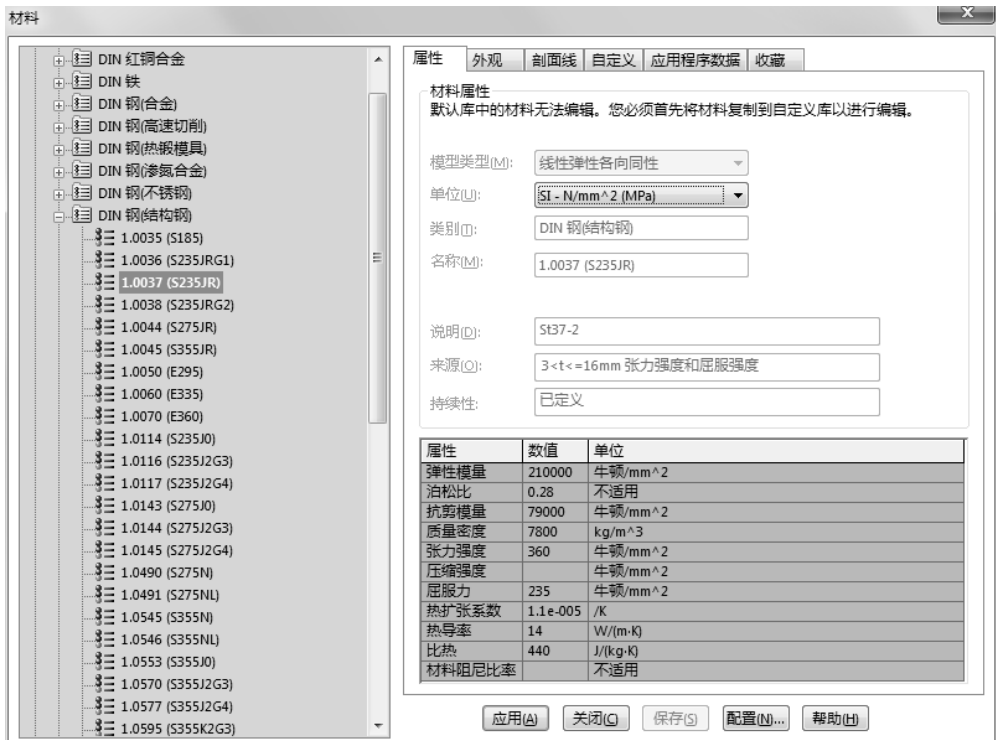 材料
DIN 红铜合金
DIN 铁
DIN 钢(合金)
DIN 钢(高速切削)
DIN 钢(热锻模具)
DIN 钢(渗氮合金)
DIN 钢(不锈钢)
DIN 钢(结构钢)
1.0035 (S185)
1.0036 (S235JRG1)
1.0037 (S235JR)
1.0038 (S235JRG2)
1.0044 (S275JR)
1.0045 (S355JR)
1.0050 (E295)
1.0060 (E335)
1.0070 (E360)
1.0114 (S235J0)
1.0116 (S235J2G3)
1.0117 (S235J2G4)
1.0143 (S275J0)
1.0144 (S275J2G3)
1.0145 (S275J2G4)
1.0490 (S275N)
1.0491 (S275NL)
1.0545 (S355N)
1.0546 (S355NL)
1.0553 (S355J0)
1.0570 (S355J2G3)
1.0577 (S355J2G4)
1.0595 (S355K2G3)
属性 外观 剖面线 自定义 应用程序数据 收藏
材料属性
默认库中的材料无法编辑。您必须首先将材料复制到自定义库以进行编辑。
模型类型(M): 线性弹性各向同性
单位(U): SI - N/mm^2 (MPa)
类别(T): DIN 钢(结构钢)
名称(M): 1.0037 (S235JR)
说明(D): St37-2
来源(O): 3<t<=16mm 张力强度和屈服强度
持续性: 已定义
属性 数值 单位
弹性模量 210000 牛顿/mm^2
泊松比 0.28 不适用
抗剪模量 79000 牛顿/mm^2
质量密度 7800 kg/m^3
张力强度 360 牛顿/mm^2
压缩强度 牛顿/mm^2
屈服力 235 牛顿/mm^2
热扩张系数 1.1e-005 /K
热导率 14 W/(m·K)
比热 440 J/(kg·K)
材料阻尼比率 不适用
应用(A) 关闭(C) 保存(S) 配置(N)... 帮助(H)